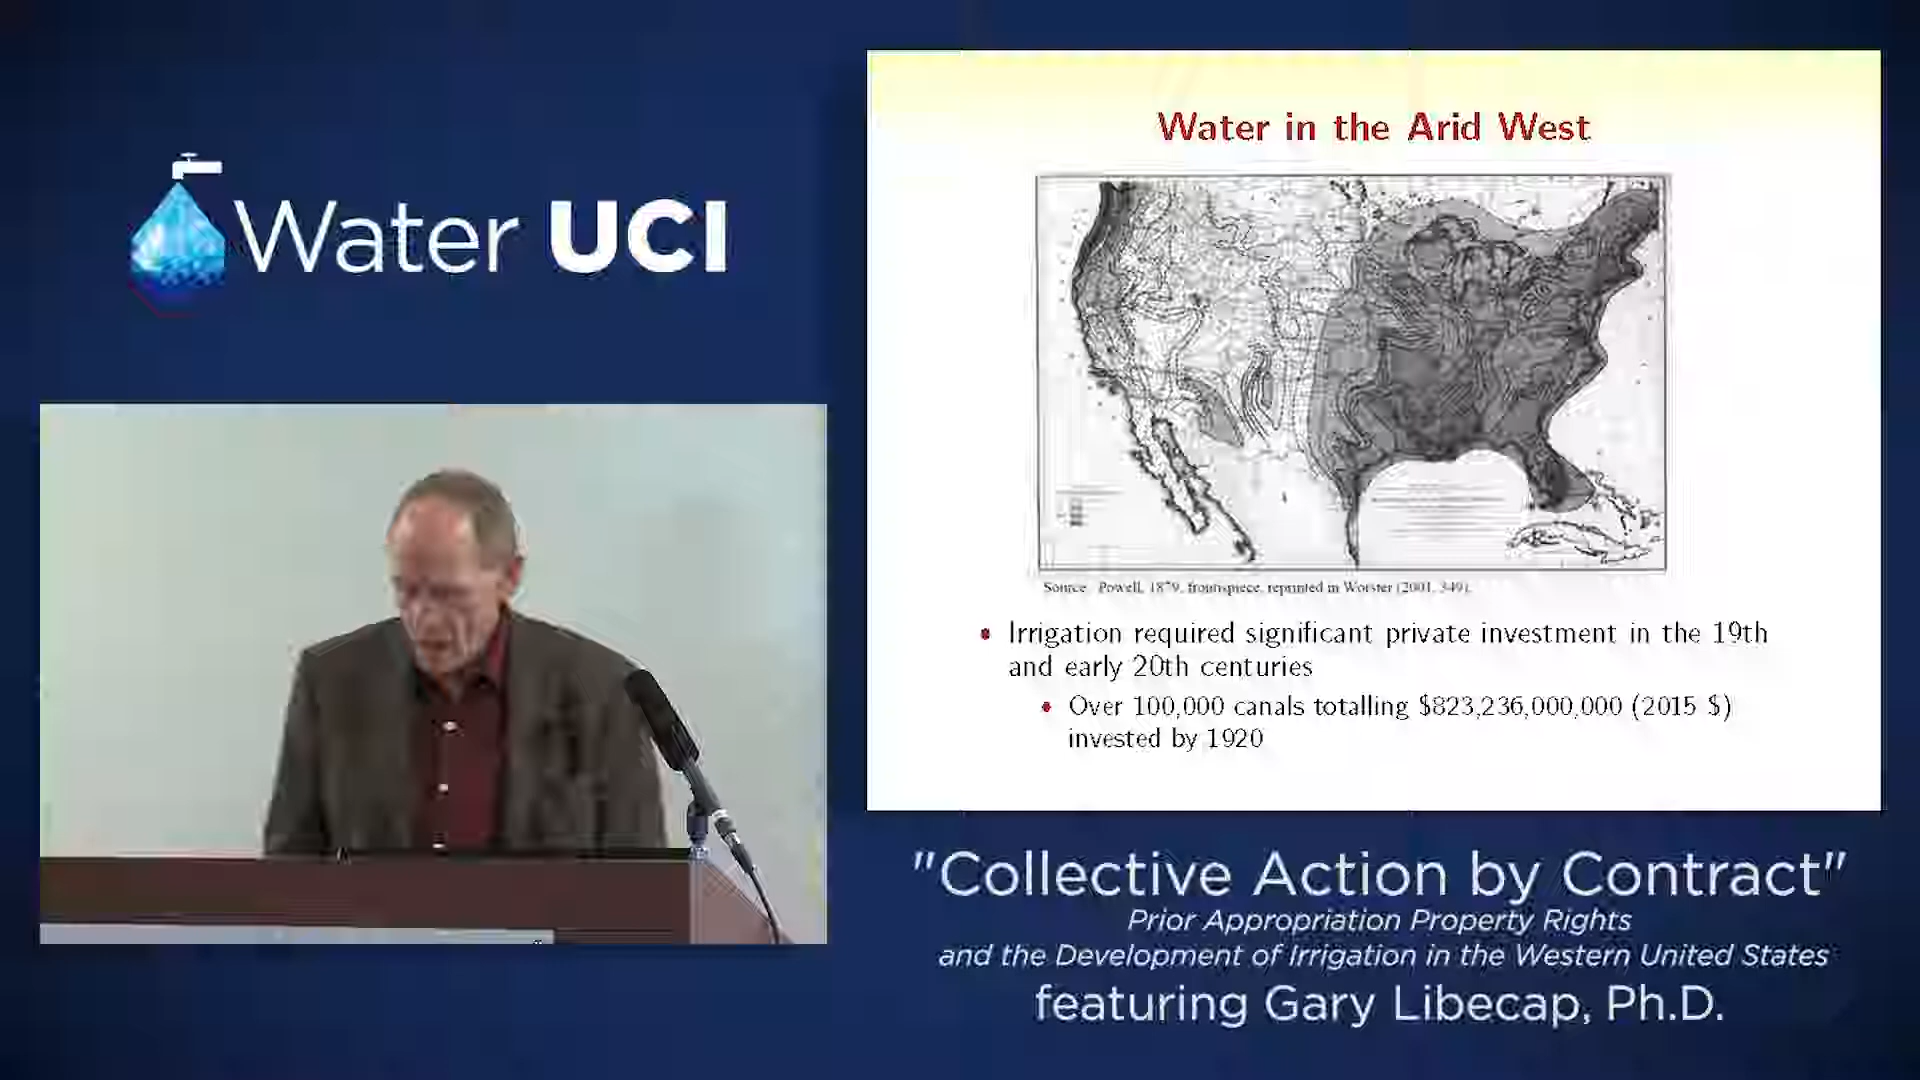 Water UCI
Water in the Arid West
Source: Powell, 1879, frontispiece, reprinted in Worster (2001, 349).
• Irrigation required significant private investment in the 19th
and early 20th centuries
• Over 100,000 canals totalling $823,236,000,000 (2015 $)
invested by 1920
"Collective Action by Contract"
Prior Appropriation Property Rights
and the Development of Irrigation in the Western United States
featuring Gary Libecap, Ph.D.